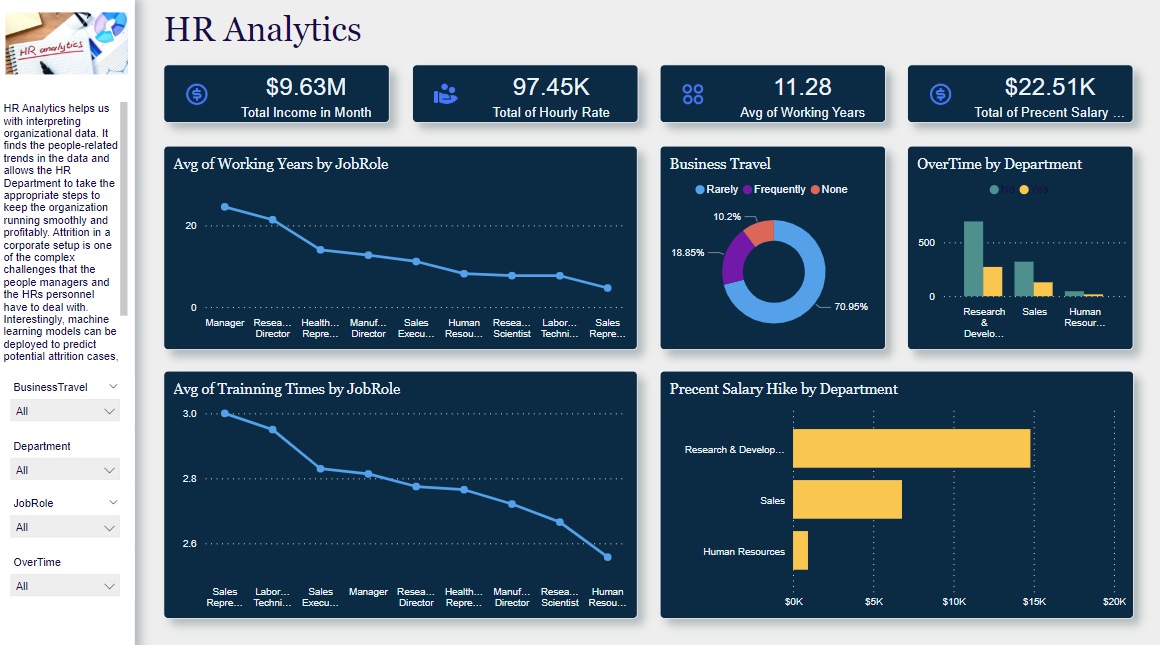 HR analytics
HR Analytics
$9.63M
Total Income in Month
97.45K
Total of Hourly Rate
11.28
Avg of Working Years
$22.51K
Total of Precent Salary ...
HR Analytics helps us
with interpreting
organizational data. It
finds the people-related
trends in the data and
allows the HR
Department to take the
appropriate steps to
keep the organization
running smoothly and
profitably. Attrition in a
corporate setup is one
of the complex
challenges that the
people managers and
the HRs personnel
have to deal with.
Interestingly, machine
learning models can be
deployed to predict
potential attrition cases,
BusinessTravel
All
Department
All
JobRole
All
OverTime
All
Avg of Working Years by JobRole
20
0
Manager
Resea...
Director
Health...
Repre...
Manuf...
Director
Sales
Execu...
Human
Resou...
Resea...
Scientist
Labor...
Techni...
Sales
Repre...
Business Travel
Rarely Frequently None
10.2%
18.85%
70.95%
OverTime by Department
No Yes
500
0
Research
&
Develo...
Sales
Human
Resour...
Avg of Trainning Times by JobRole
3.0
2.8
2.6
Sales
Repre...
Labor...
Techni...
Sales
Execu...
Manager
Resea...
Director
Health...
Repre...
Manuf...
Director
Resea...
Scientist
Human
Resou...
Precent Salary Hike by Department
Research & Develop...
Sales
Human Resources
$0K $5K $10K $15K $20K